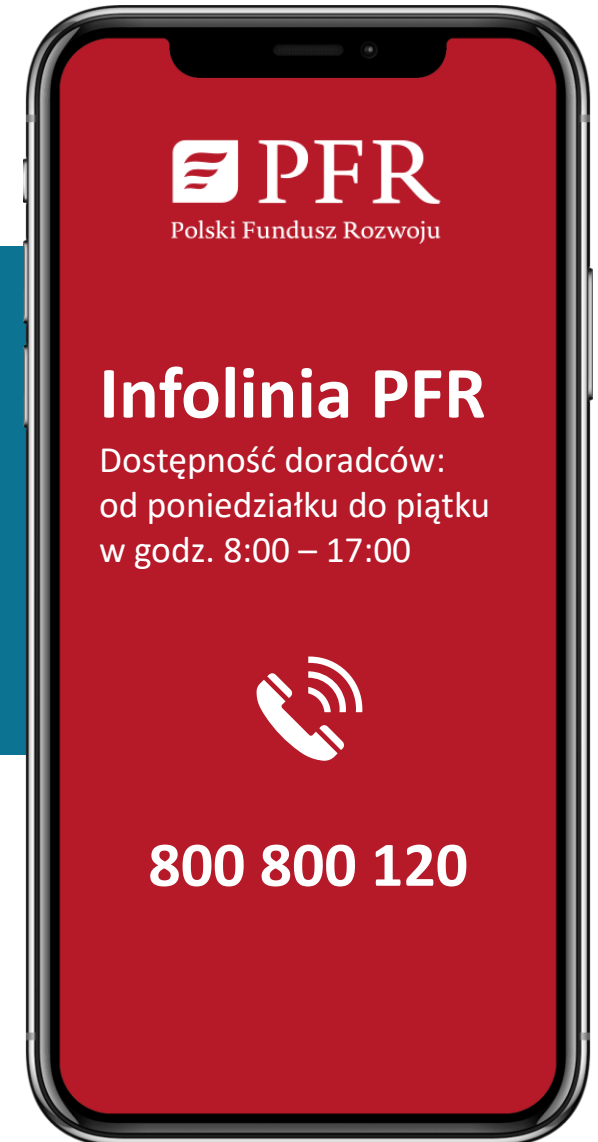 PFR
Polski Fundusz Rozwoju
Infolinia PFR
Dostępność doradców:
od poniedziałku do piątku
w godz. 8:00 – 17:00
800 800 120